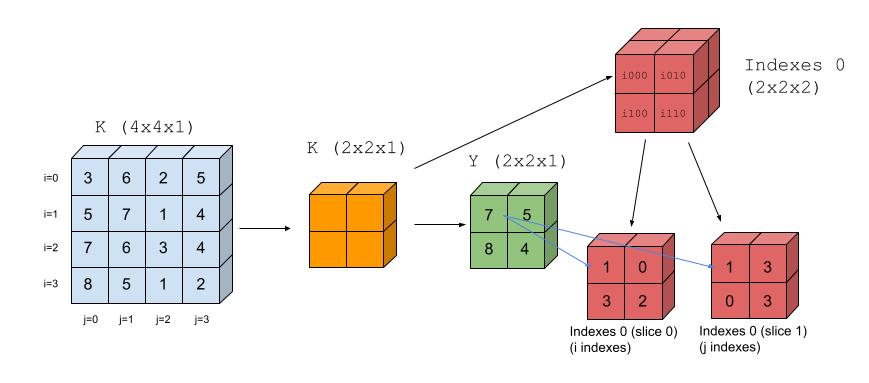 Indexes 0
(2x2x2)
i000 i010
i100 i110
K (4x4x1)
K (2x2x1)
Y (2x2x1)
i=0 3 6 2 5
i=1 5 7 1 4
i=2 7 6 3 4
i=3 8 5 1 2
j=0 j=1 j=2 j=3
7 5
8 4
1 0
3 2
Indexes 0 (slice 0)
(i indexes)
1 3
0 3
Indexes 0 (slice 1)
(j indexes)